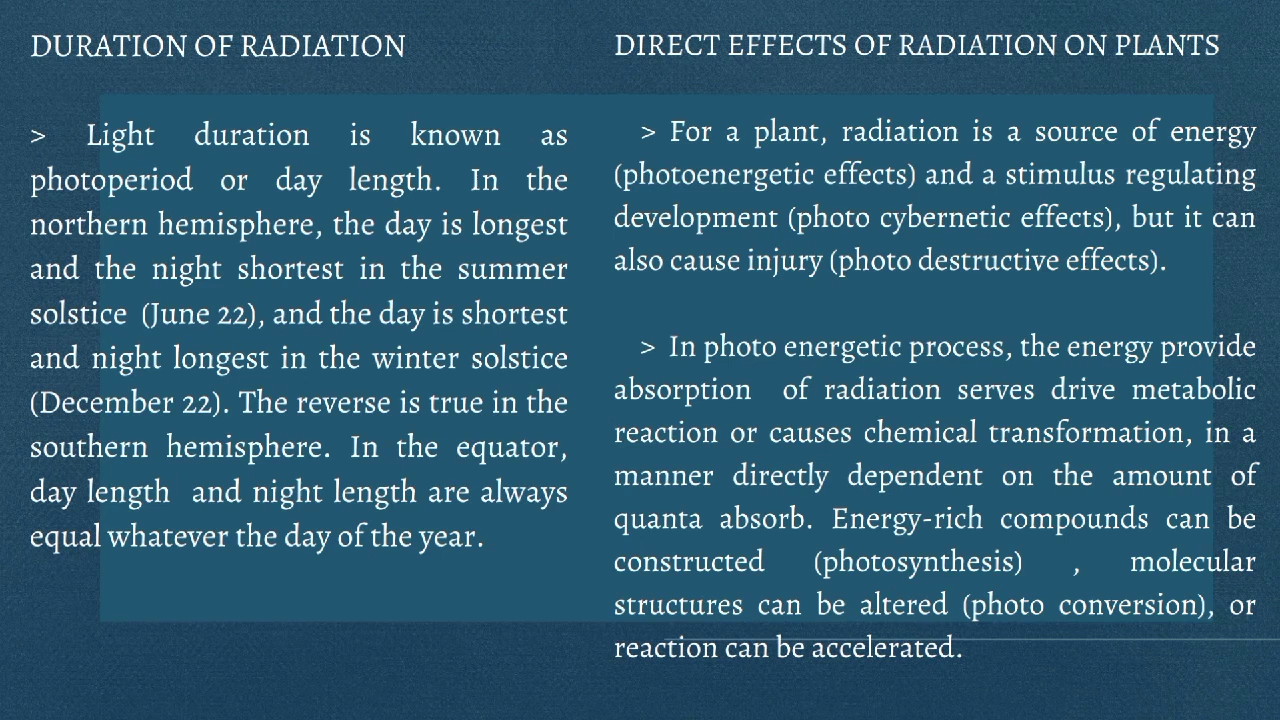 DURATION OF RADIATION
> Light duration is known as
photoperiod or day length. In the
northern hemisphere, the day is longest
and the night shortest in the summer
solstice (June 22), and the day is shortest
and night longest in the winter solstice
(December 22). The reverse is true in the
southern hemisphere. In the equator,
day length and night length are always
equal whatever the day of the year.
DIRECT EFFECTS OF RADIATION ON PLANTS
> For a plant, radiation is a source of energy
(photoenergetic effects) and a stimulus regulating
development (photo cybernetic effects), but it can
also cause injury (photo destructive effects).
> In photo energetic process, the energy provide
absorption of radiation serves drive metabolic
reaction or causes chemical transformation, in a
manner directly dependent on the amount of
quanta absorb. Energy-rich compounds can be
constructed (photosynthesis) , molecular
structures can be altered (photo conversion), or
reaction can be accelerated.